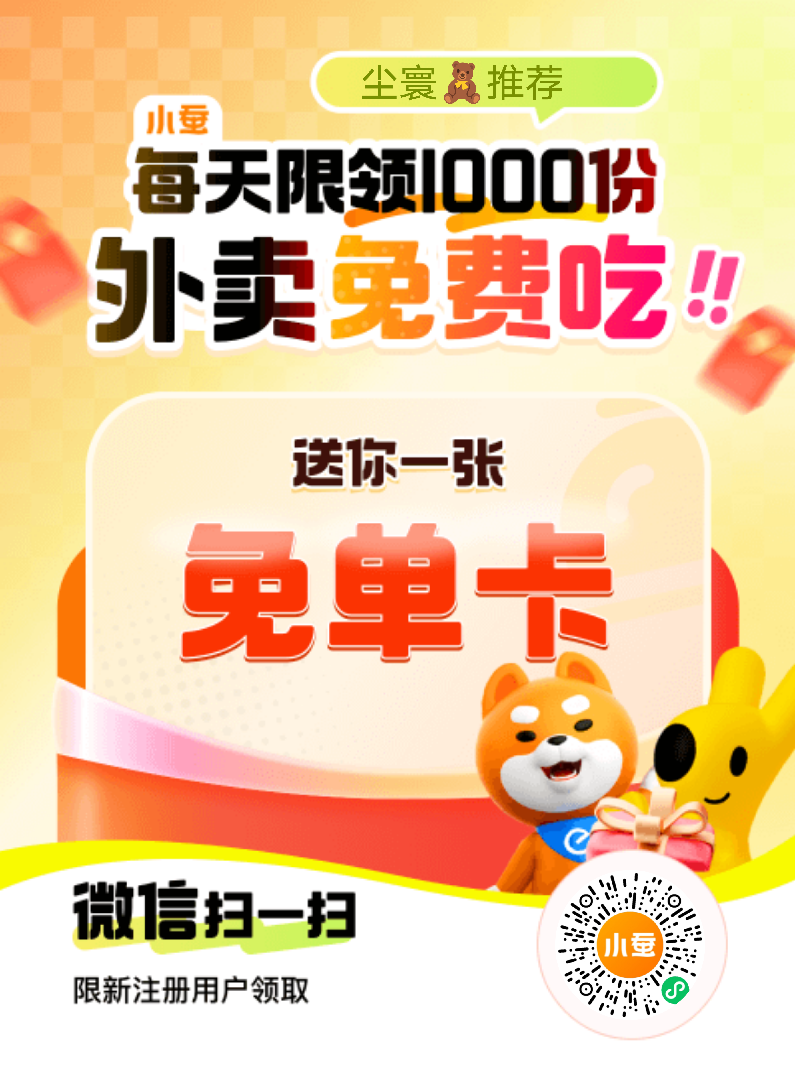 尘寰🧸推荐
小蚕
每天限领1000份
外卖免费吃!!
送你一张
免单卡
微信扫一扫
限新注册用户领取
小蚕